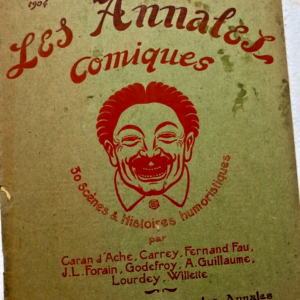 1904
LES Annales
comiques
30 Scènes & Histoires humoristiques
par
Caran d'Ache, Carrey, Fernand Fau,
J.L. Forain, Godefroy, A. Guillaume,
Lourdey, Willette
Annales